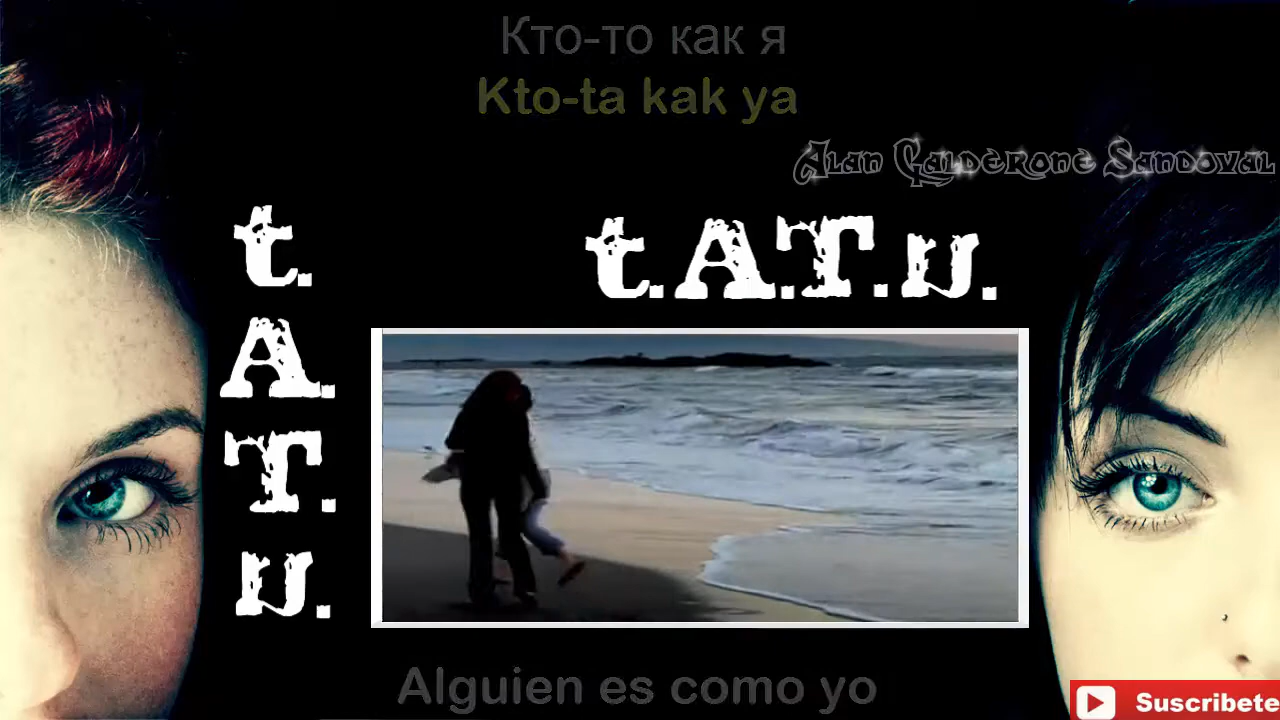 Кто-то как я
Kto-ta kak ya
Alan Calderone Sandoval
t.A.T.u.
t.
A.
T.
u.
Alguien es como yo
Suscribete